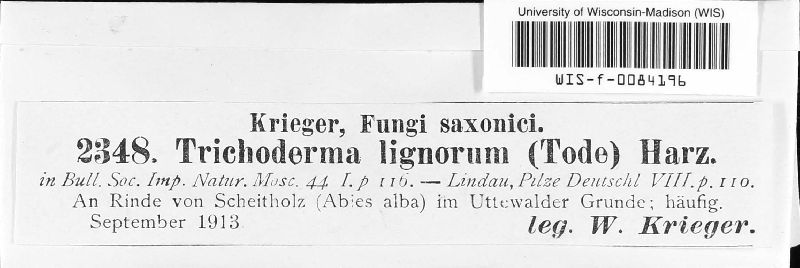 University of Wisconsin-Madison (WIS)
WIS-f-0084196
Krieger, Fungi saxonici.
2348. Trichoderma lignorum (Tode) Harz.
in Bull. Soc. Imp. Natur. Mosc. 44 I. p 116. — Lindau, Pilze Deutschl VIII. p. 110.
An Rinde von Scheitholz (Abies alba) im Uttewalder Grunde; häufig.
September 1913
leg. W. Krieger.